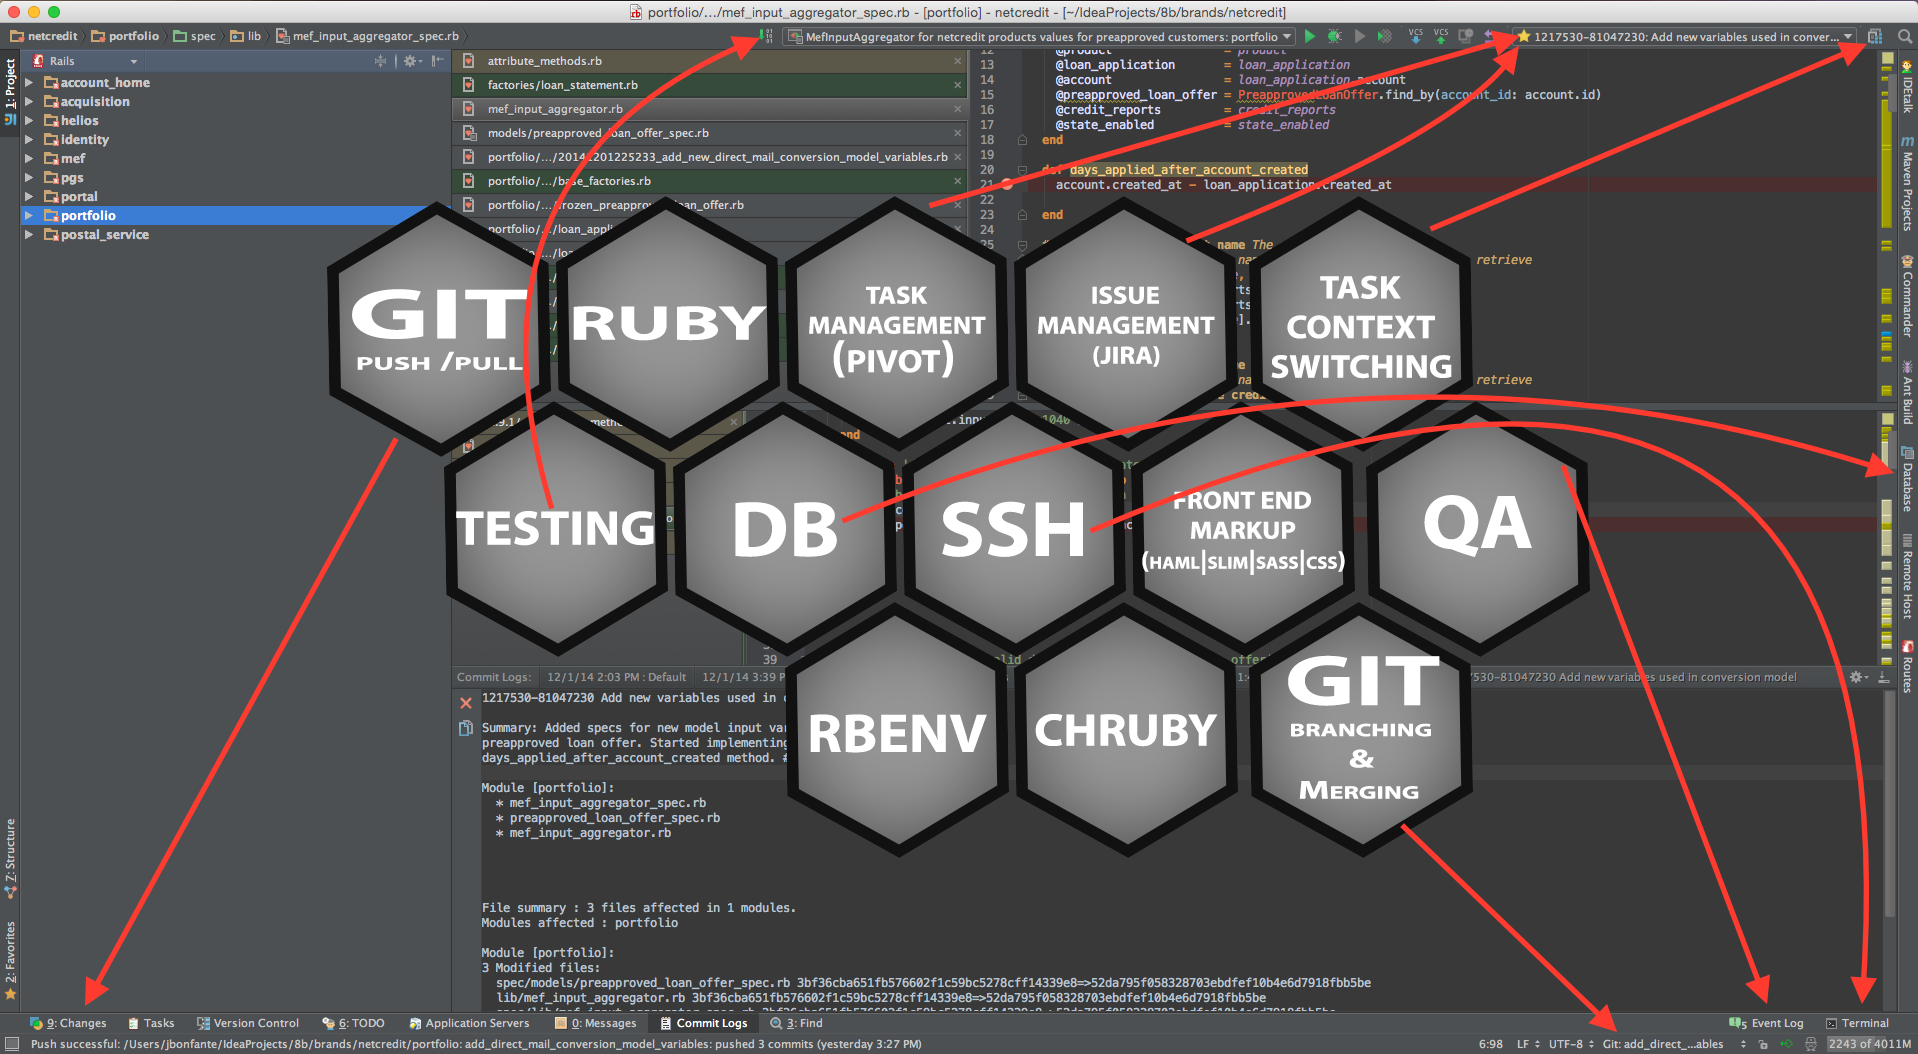 portfolio/.../mef_input_aggregator_spec.rb - [portfolio] - netcredit - [~/IdeaProjects/8b/brands/netcredit]
netcredit portfolio spec lib mef_input_aggregator_spec.rb
MefInputAggregator for netcredit products values for preapproved customers: portfolio
VCS VCS
1217530-81047230: Add new variables used in conver...
1: Project
Rails
account_home
acquisition
helios
identity
mef
pgs
portal
portfolio
postal_service
attribute_methods.rb
factories/loan_statement.rb
mef_input_aggregator.rb
models/preapproved_loan_offer_spec.rb
portfolio/.../20141201225233_add_new_direct_mail_conversion_model_variables.rb
portfolio/.../base_factories.rb
12 @product = product
13 @loan_application = loan_application
14 @account = loan_application.account
15 @preapproved_loan_offer = PreapprovedLoanOffer.find_by(account_id: account.id)
16 @credit_reports = credit_reports
17 @state_enabled = state_enabled
18 end
19
20 def days_applied_after_account_created
21 account.created_at - loan_application.created_at
22
23 end
24
25
name The
retrieve
retrieve
GIT
PUSH /PULL
RUBY
TASK
MANAGEMENT
(PIVOT)
ISSUE
MANAGEMENT
(JIRA)
TASK
CONTEXT
SWITCHING
TESTING
DB
SSH
FRONT END
MARKUP
(HAML|SLIM|SASS|CSS)
QA
RBENV
CHRUBY
GIT
BRANCHING
&
MERGING
39
IDEtalk
Maven Projects
Commander
Ant Build
Database
Remote Host
Routes
Z: Structure
2: Favorites
Commit Logs: 12/1/14 2:03 PM : Default 12/1/14 3:39 P
530-81047230 Add new variables used in conversion model
1217530-81047230 Add new variables used in
Summary: Added specs for new model input
preapproved loan offer. Started implementing
days_applied_after_account_created method. #
Module [portfolio]:
* mef_input_aggregator_spec.rb
* preapproved_loan_offer_spec.rb
* mef_input_aggregator.rb
File summary : 3 files affected in 1 modules.
Modules affected : portfolio
Module [portfolio]:
3 Modified files:
spec/models/preapproved_loan_offer_spec.rb 3bf36cba651fb576602f1c59bc5278cff14339e8=>52da795f058328703ebdfef10b4e6d7918fbb5be
lib/mef_input_aggregator.rb 3bf36cba651fb576602f1c59bc5278cff14339e8=>52da795f058328703ebdfef10b4e6d7918fbb5be
9: Changes Tasks Version Control 6: TODO Application Servers 0: Messages Commit Logs 3: Find
5 Event Log Terminal
Push successful: /Users/jbonfante/IdeaProjects/8b/brands/netcredit/portfolio: add_direct_mail_conversion_model_variables: pushed 3 commits (yesterday 3:27 PM)
6:98 LF UTF-8 Git: add_direct_...ables 2243 of 4011M